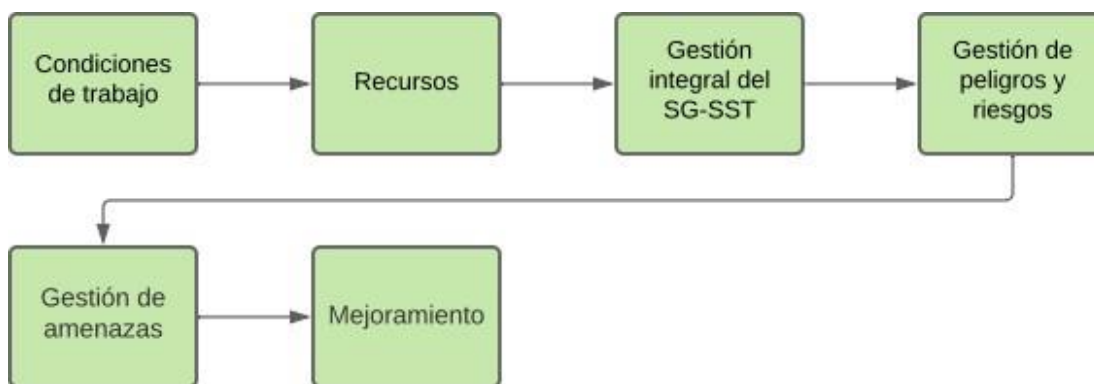 Condiciones
de trabajo
Recursos
Gestión
integral del
SG-SST
Gestión de
peligros y
riesgos
Gestión de
amenazas
Mejoramiento